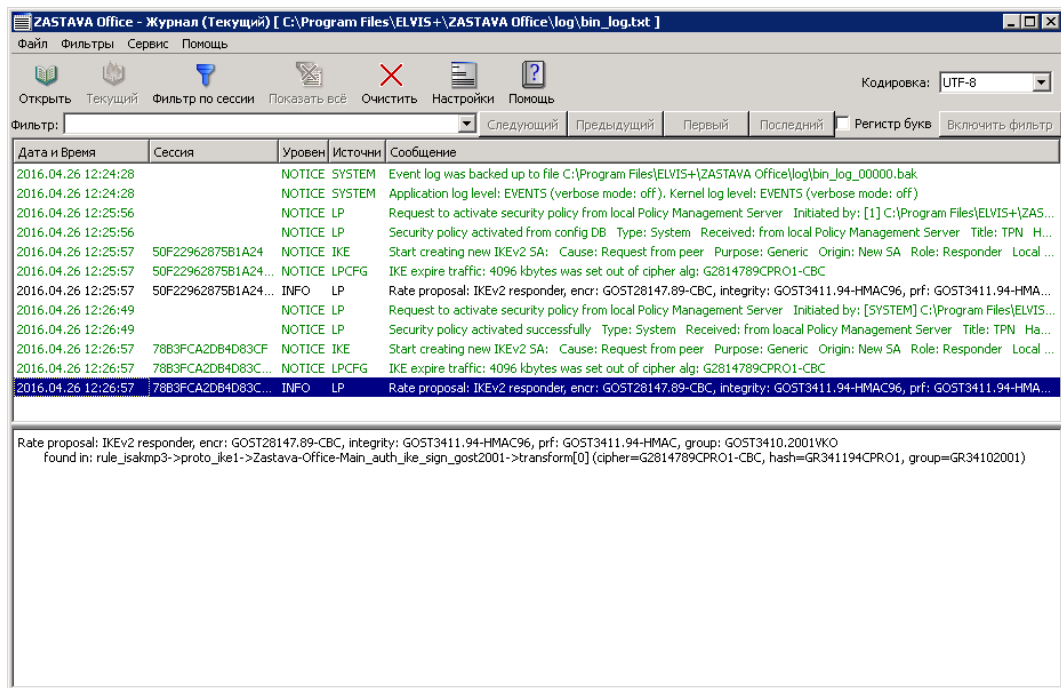 ZASTAVA Office - Журнал (Текущий) [ C:\Program Files\ELVIS+\ZASTAVA Office\log\bin_log.txt ]
Файл Фильтры Сервис Помощь
Открыть Текущий Фильтр по сессии Показать всё Очистить Настройки Помощь Кодировка: UTF-8
Фильтр: Следующий Предыдущий Первый Последний Регистр букв Включить фильтр
Дата и Время Сессия Уровен Источни Сообщение
2016.04.26 12:24:28 NOTICE SYSTEM Event log was backed up to file C:\Program Files\ELVIS+\ZASTAVA Office\log\bin_log_00000.bak
2016.04.26 12:24:28 NOTICE SYSTEM Application log level: EVENTS (verbose mode: off). Kernel log level: EVENTS (verbose mode: off)
2016.04.26 12:25:56 NOTICE LP Request to activate security policy from local Policy Management Server Initiated by: [1] C:\Program Files\ELVIS+\ZAS...
2016.04.26 12:25:56 NOTICE LP Security policy activated from config DB Type: System Received: from local Policy Management Server Title: TPN H...
2016.04.26 12:25:57 50F22962875B1A24 NOTICE IKE Start creating new IKEv2 SA: Cause: Request from peer Purpose: Generic Origin: New SA Role: Responder Local ...
2016.04.26 12:25:57 50F22962875B1A24... NOTICE LPCFG IKE expire traffic: 4096 kbytes was set out of cipher alg: G2814789CPRO1-CBC
2016.04.26 12:25:57 50F22962875B1A24... INFO LP Rate proposal: IKEv2 responder, encr: GOST28147.89-CBC, integrity: GOST3411.94-HMAC96, prf: GOST3411.94-HMA...
2016.04.26 12:26:49 NOTICE LP Request to activate security policy from local Policy Management Server Initiated by: [SYSTEM] C:\Program Files\ELVIS...
2016.04.26 12:26:49 NOTICE LP Security policy activated successfully Type: System Received: from loacal Policy Management Server Title: TPN Ha...
2016.04.26 12:26:57 78B3FCA2DB4D83CF NOTICE IKE Start creating new IKEv2 SA: Cause: Request from peer Purpose: Generic Origin: New SA Role: Responder Local ...
2016.04.26 12:26:57 78B3FCA2DB4D83C... NOTICE LPCFG IKE expire traffic: 4096 kbytes was set out of cipher alg: G2814789CPRO1-CBC
2016.04.26 12:26:57 78B3FCA2DB4D83C... INFO LP Rate proposal: IKEv2 responder, encr: GOST28147.89-CBC, integrity: GOST3411.94-HMAC96, prf: GOST3411.94-HMA...
Rate proposal: IKEv2 responder, encr: GOST28147.89-CBC, integrity: GOST3411.94-HMAC96, prf: GOST3411.94-HMAC, group: GOST3410.2001VKO
found in: rule_isakmp3->proto_ike1->Zastava-Office-Main_auth_ike_sign_gost2001->transform[0] (cipher=G2814789CPRO1-CBC, hash=GR341194CPRO1, group=GR34102001)